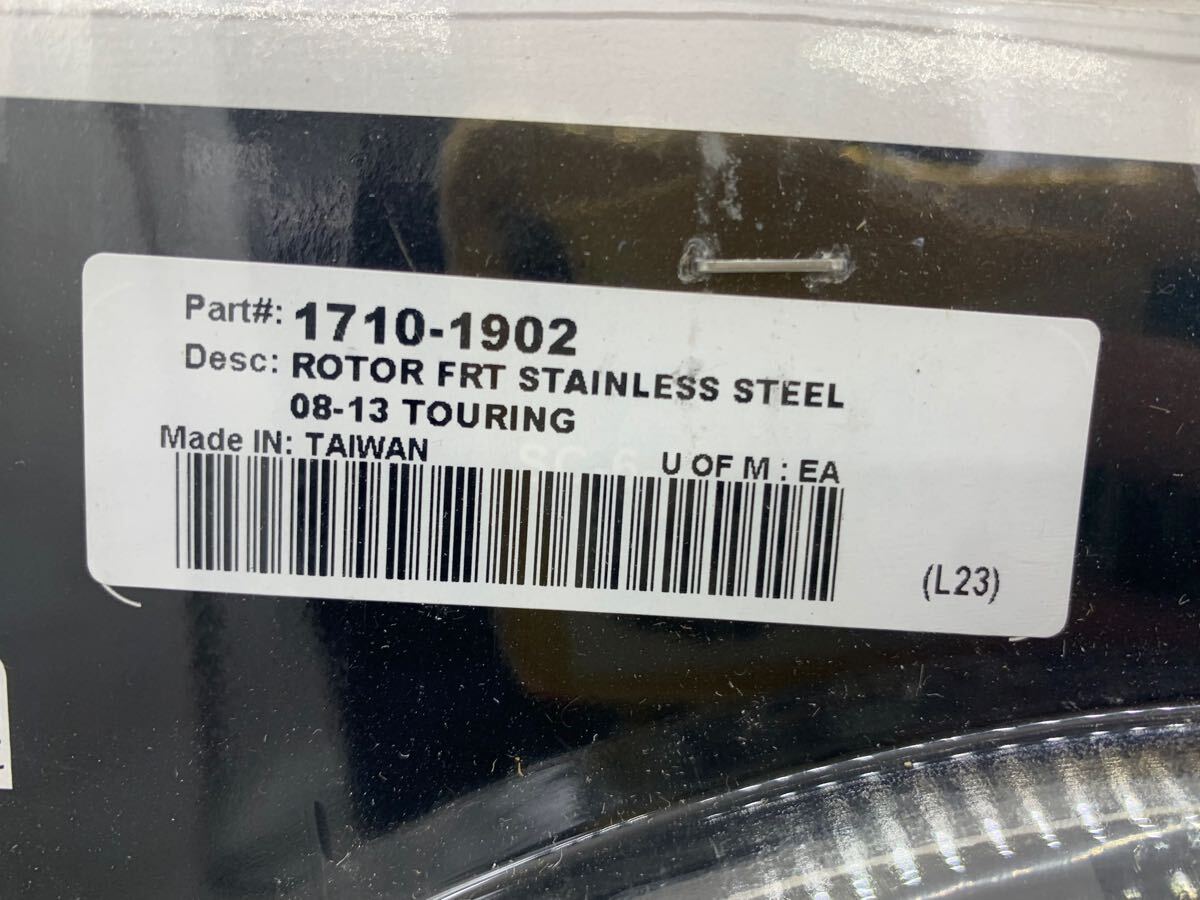 Part#: 1710-1902
Desc: ROTOR FRT STAINLESS STEEL
08-13 TOURING
Made IN: TAIWAN
U OF M : EA
(L23)